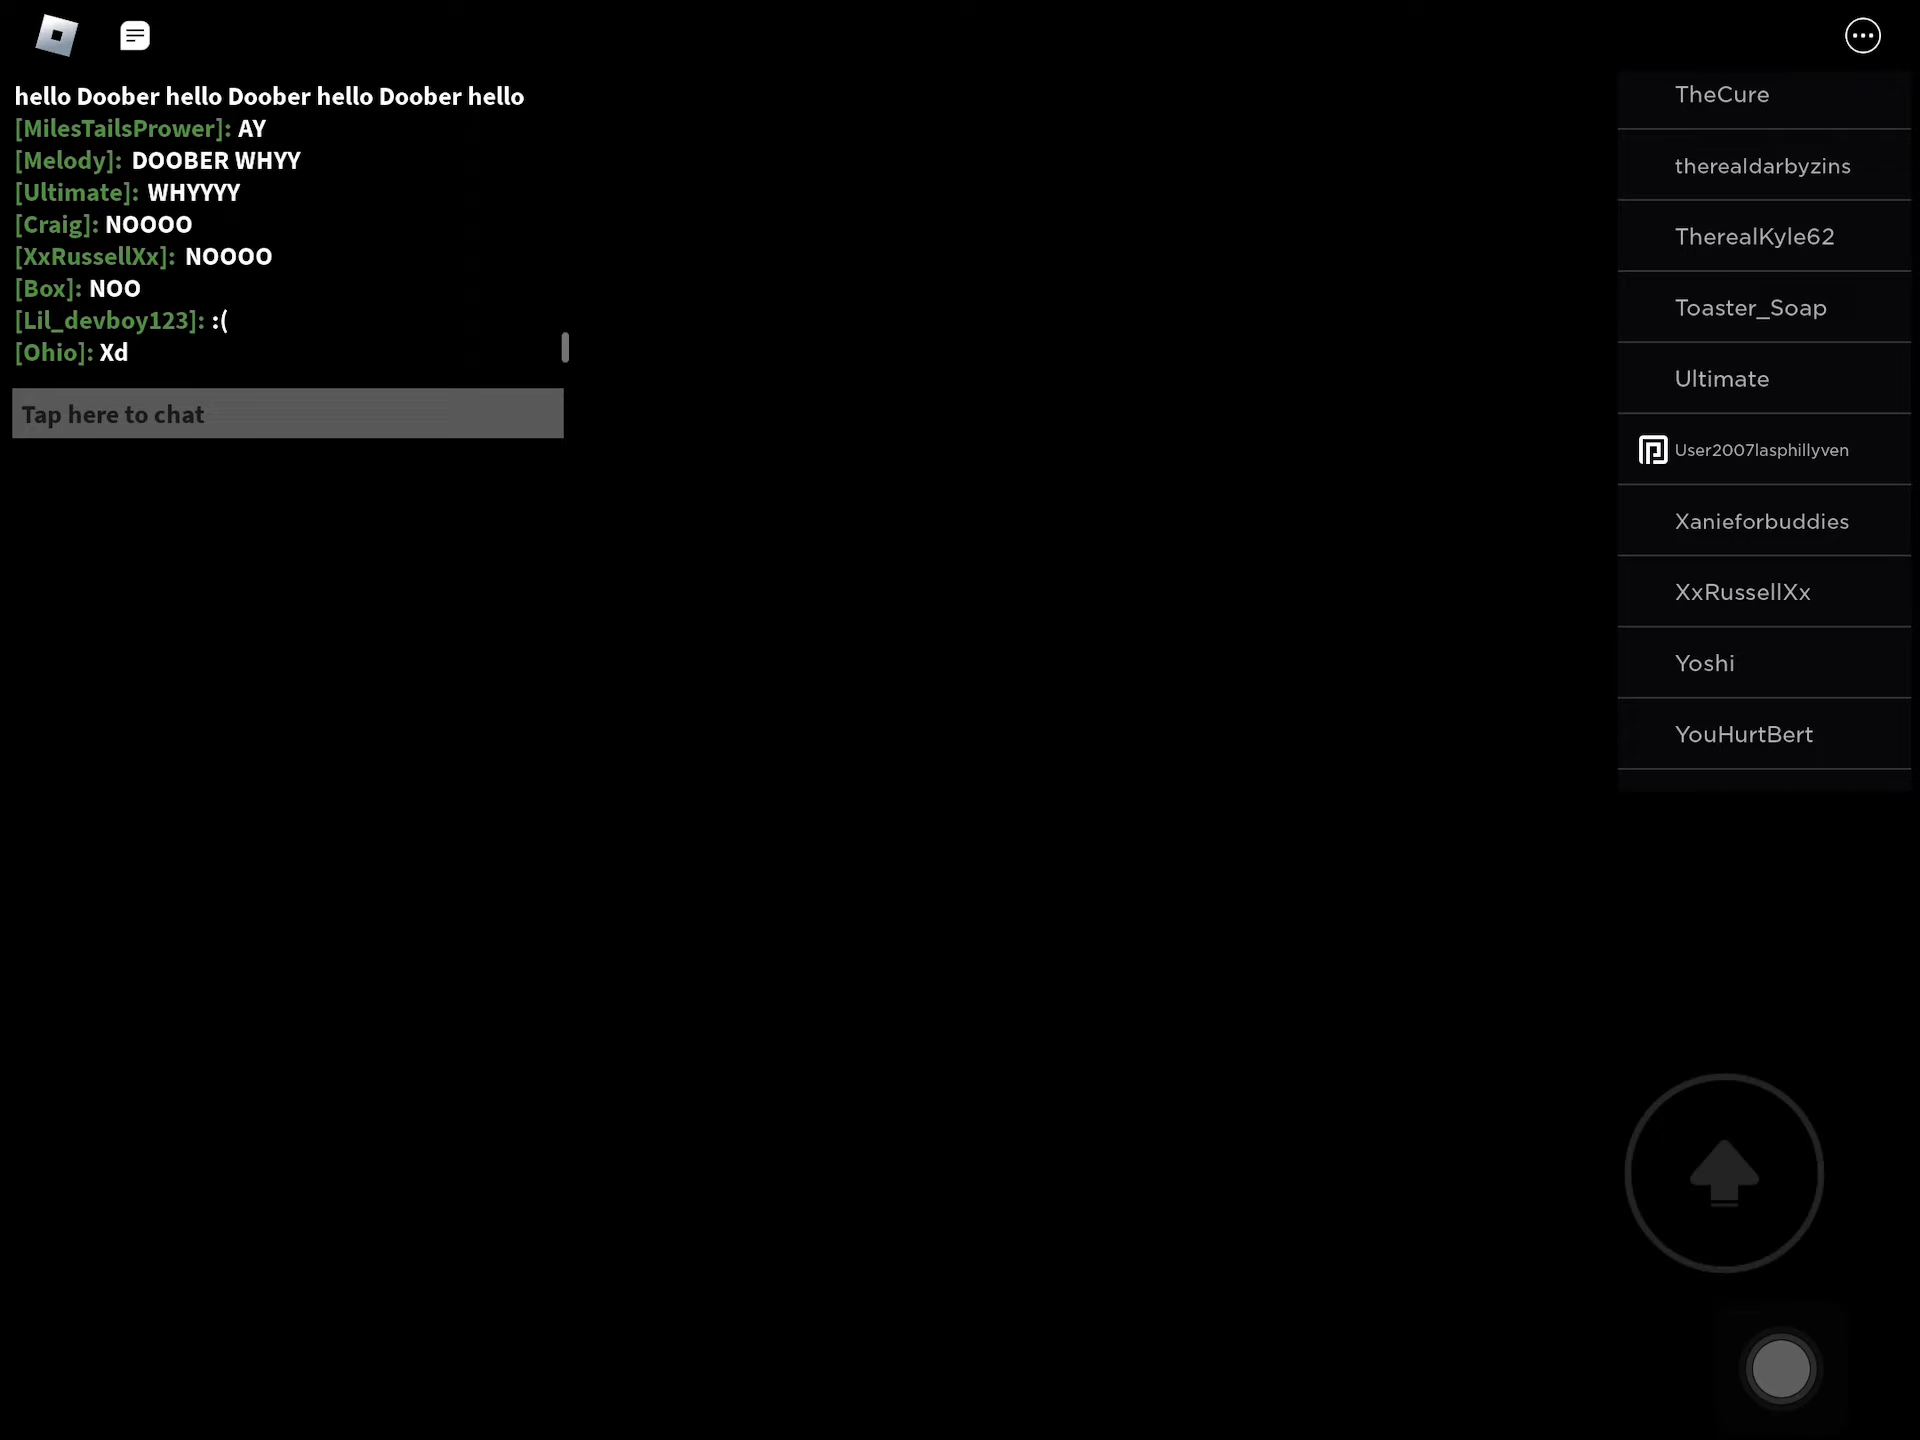 hello Doober hello Doober hello Doober hello
[MilesTailsPrower]: AY
[Melody]: DOOBER WHYY
[Ultimate]: WHYYYY
[Craig]: NOOOO
[XxRussellXx]: NOOOO
[Box]: NOO
[Lil_devboy123]: :(
[Ohio]: Xd
Tap here to chat
TheCure
therealdarbyzins
TherealKyle62
Toaster_Soap
Ultimate
User2007lasphillyven
Xanieforbuddies
XxRussellXx
Yoshi
YouHurtBert